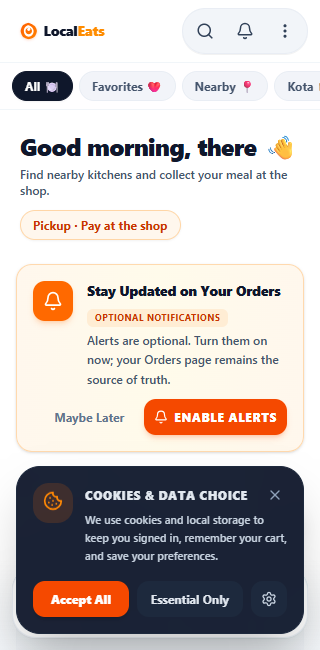 LocalEats
All 🍽️ Favorites ❤️ Nearby 📍 Kota
Good morning, there 👋
Find nearby kitchens and collect your meal at the
shop.
Pickup · Pay at the shop
Stay Updated on Your Orders
OPTIONAL NOTIFICATIONS
Alerts are optional. Turn them on
now; your Orders page remains the
source of truth.
Maybe Later ENABLE ALERTS
COOKIES & DATA CHOICE
We use cookies and local storage to
keep you signed in, remember your cart,
and save your preferences.
Accept All Essential Only